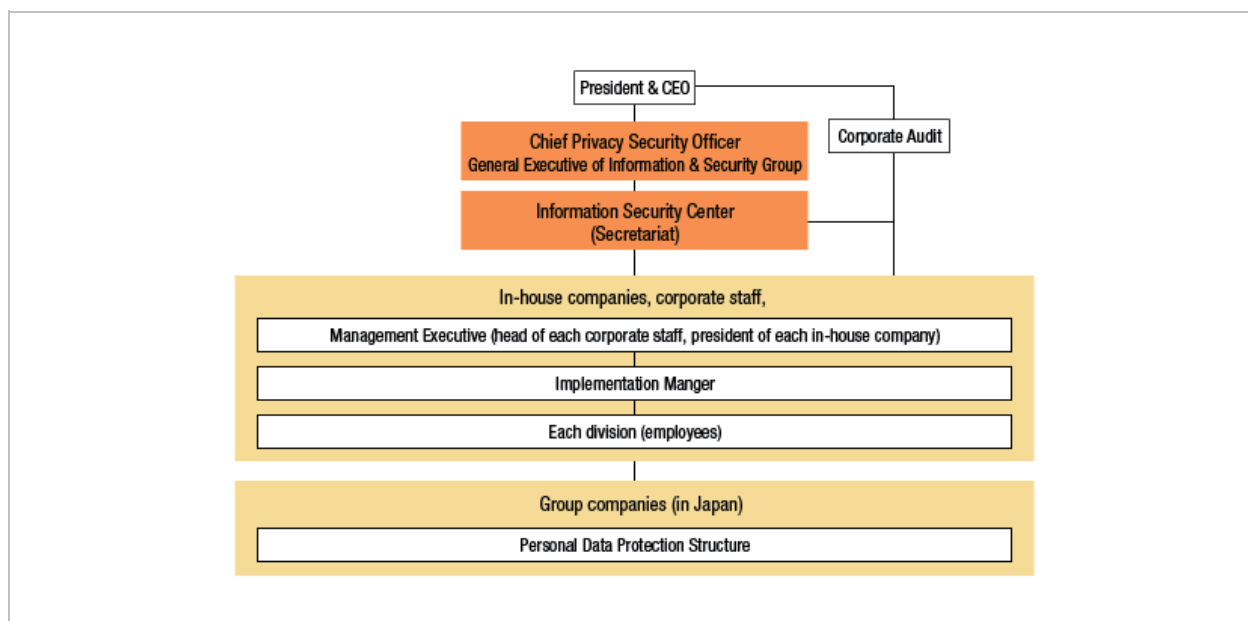 President & CEO
Chief Privacy Security Officer
General Executive of Information & Security Group
Corporate Audit
Information Security Center
(Secretariat)
In-house companies, corporate staff,
Management Executive (head of each corporate staff, president of each in-house company)
Implementation Manger
Each division (employees)
Group companies (in Japan)
Personal Data Protection Structure